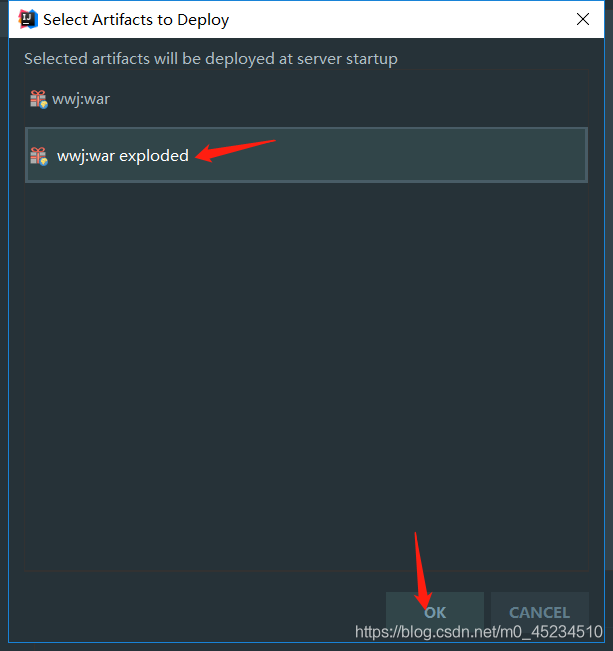 Select Artifacts to Deploy
Selected artifacts will be deployed at server startup
wwj:war
wwj:war exploded
OK CANCEL
https://blog.csdn.net/m0_45234510